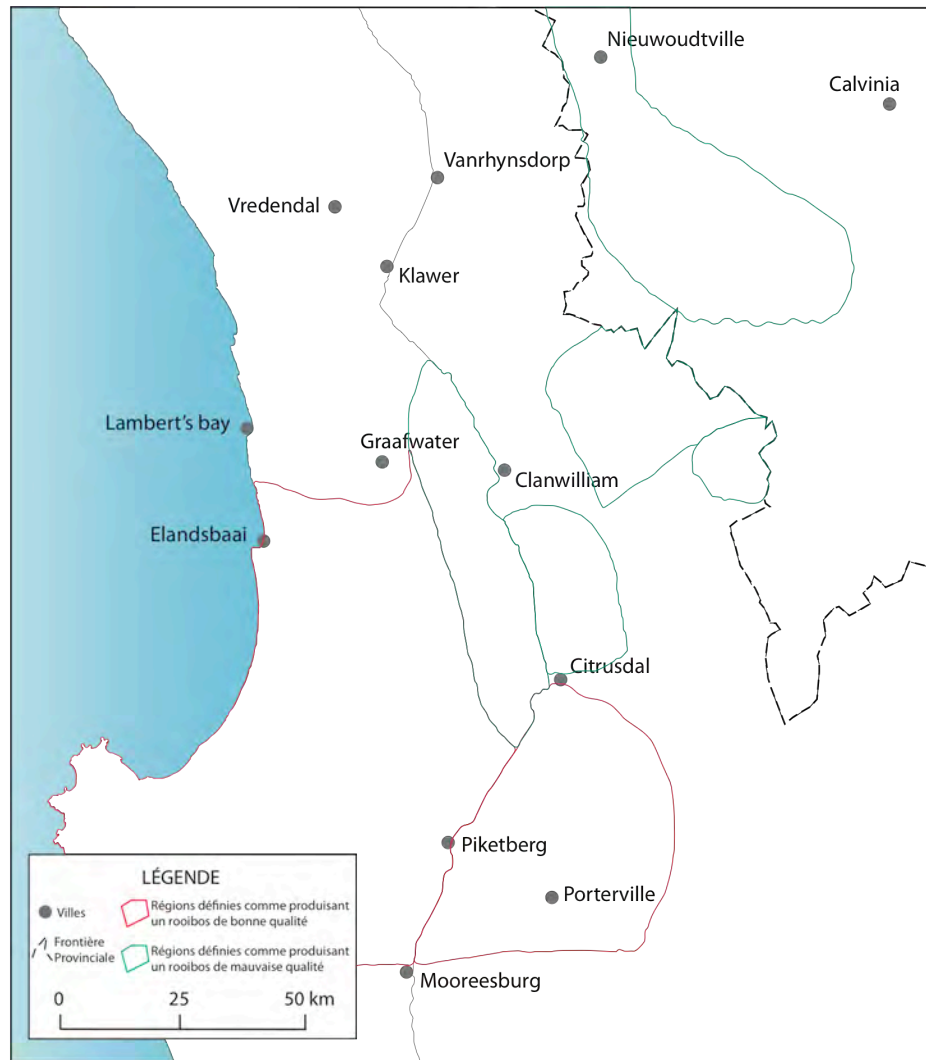 Nieuwoudtville
Calvinia
Vanrhynsdorp
Vredendal
Klawer
Lambert's bay
Graafwater
Clanwilliam
Elandsbaai
Citrusdal
Piketberg
Porterville
Mooreesburg
LÉGENDE
Villes
Régions définies comme produisant
un rooibos de bonne qualité
Frontière
Provinciale
Régions définies comme produisant
un rooibos de mauvaise qualité
0 25 50 km